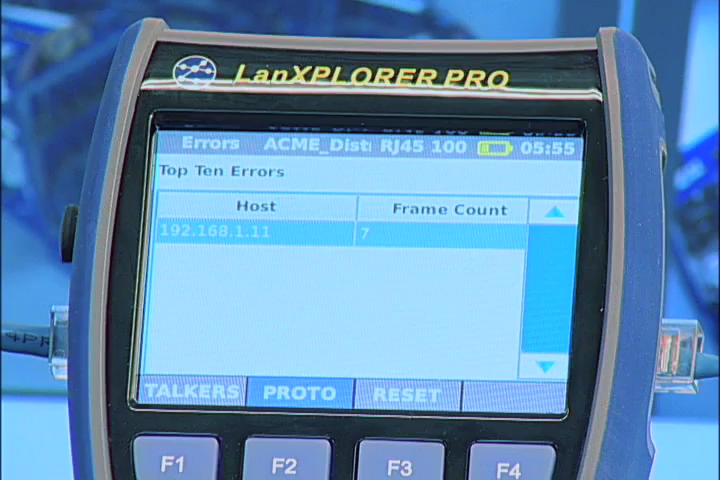 LanXPLORER PRO
Errors ACME_Dist RJ45 100 05:55
Top Ten Errors
Host Frame Count
192.168.1.11 7
TALKERS PROTO RESET
F1 F2 F3 F4
4PR